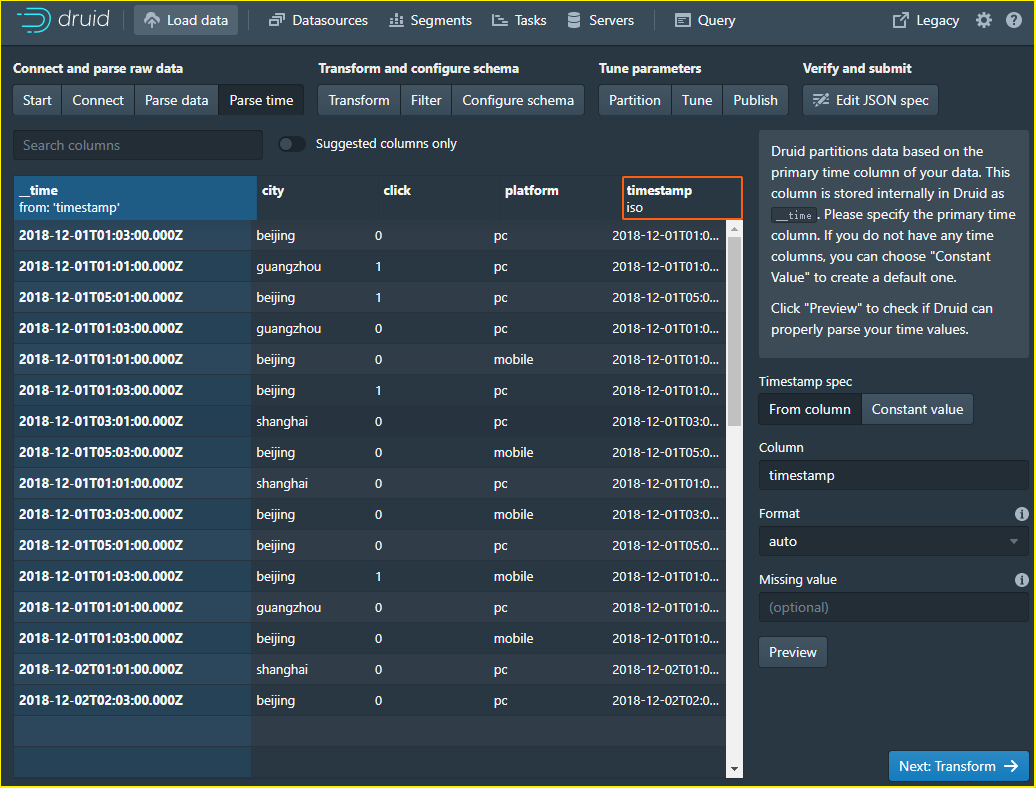 druid Load data Datasources Segments Tasks Servers Query Legacy
Connect and parse raw data Transform and configure schema Tune parameters Verify and submit
Start Connect Parse data Parse time Transform Filter Configure schema Partition Tune Publish Edit JSON spec
Search columns Suggested columns only
__time city click platform timestamp
from: 'timestamp' iso
2018-12-01T01:03:00.000Z beijing 0 pc 2018-12-01T01:0...
2018-12-01T01:01:00.000Z guangzhou 1 pc 2018-12-01T01:0...
2018-12-01T05:01:00.000Z beijing 1 pc 2018-12-01T05:0...
2018-12-01T01:03:00.000Z guangzhou 0 pc 2018-12-01T01:0...
2018-12-01T01:01:00.000Z beijing 0 mobile 2018-12-01T01:0...
2018-12-01T01:03:00.000Z beijing 1 pc 2018-12-01T01:0...
2018-12-01T03:01:00.000Z shanghai 0 pc 2018-12-01T03:0...
2018-12-01T05:03:00.000Z beijing 0 mobile 2018-12-01T05:0...
2018-12-01T01:01:00.000Z shanghai 0 pc 2018-12-01T01:0...
2018-12-01T03:03:00.000Z beijing 0 mobile 2018-12-01T03:0...
2018-12-01T05:01:00.000Z beijing 0 pc 2018-12-01T05:0...
2018-12-01T01:03:00.000Z beijing 1 mobile 2018-12-01T01:0...
2018-12-01T01:01:00.000Z guangzhou 0 pc 2018-12-01T01:0...
2018-12-01T01:03:00.000Z beijing 0 mobile 2018-12-01T01:0...
2018-12-02T01:01:00.000Z shanghai 0 pc 2018-12-02T01:0...
2018-12-02T02:03:00.000Z beijing 0 pc 2018-12-02T02:0...
Druid partitions data based on the
primary time column of your data. This
column is stored internally in Druid as
__time . Please specify the primary time
column. If you do not have any time
columns, you can choose "Constant
Value" to create a default one.
Click "Preview" to check if Druid can
properly parse your time values.
Timestamp spec
From column Constant value
Column
timestamp
Format
auto
Missing value
(optional)
Preview
Next: Transform